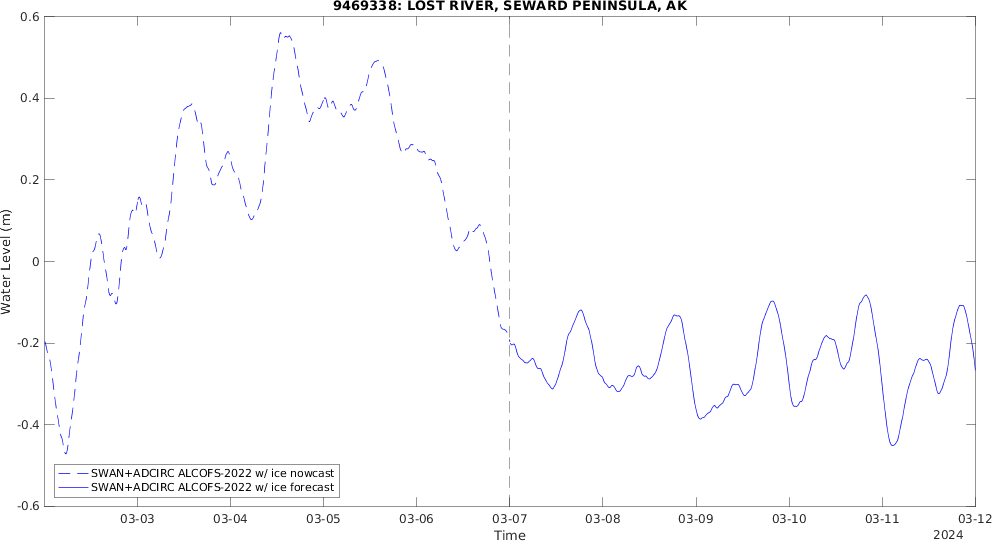 9469338: LOST RIVER, SEWARD PENINSULA, AK
0.6
0.4
0.2
0
-0.2
-0.4
-0.6
Water Level (m)
SWAN+ADCIRC ALCOFS-2022 w/ ice nowcast
SWAN+ADCIRC ALCOFS-2022 w/ ice forecast
03-03 03-04 03-05 03-06 03-07 03-08 03-09 03-10 03-11 03-12
Time
2024